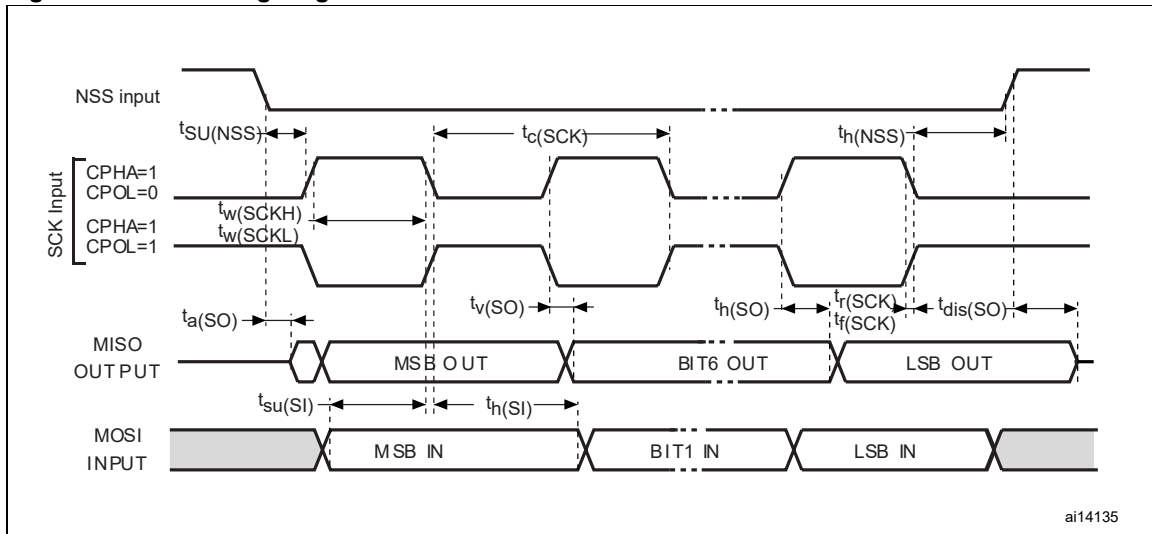 NSS input
tSU(NSS)
tc(SCK)
th(NSS)
SCK Input
CPHA=1
CPOL=0
tw(SCKH)
tw(SCKL)
CPHA=1
CPOL=1
ta(SO)
tv(SO)
th(SO)
tr(SCK)
tf(SCK)
tdis(SO)
MISO
OUTPUT
MSB OUT
BIT6 OUT
LSB OUT
tsu(SI)
th(SI)
MOSI
INPUT
MSB IN
BIT1 IN
LSB IN
ai14135